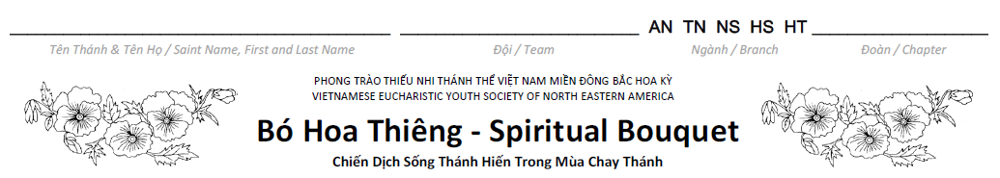 AN TN NS HS HT
Tên Thánh & Tên Họ / Saint Name, First and Last Name Đội / Team Ngành / Branch Đoàn / Chapter
PHONG TRÀO THIẾU NHI THÁNH THỂ VIỆT NAM MIỀN ĐÔNG BẮC HOA KỲ
VIETNAMESE EUCHARISTIC YOUTH SOCIETY OF NORTH EASTERN AMERICA
Bó Hoa Thiêng - Spiritual Bouquet
Chiến Dịch Sống Thánh Hiến Trong Mùa Chay Thánh